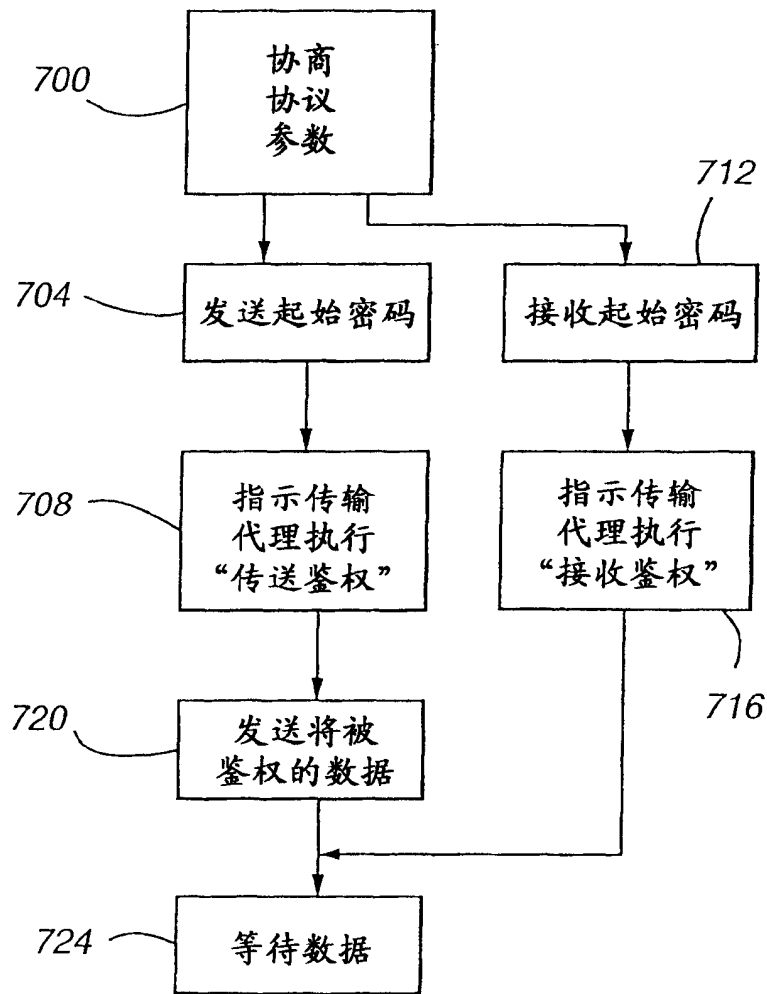 700
协商
协议
参数
712
704
发送起始密码
接收起始密码
708
指示传输
代理执行
“传送鉴权”
指示传输
代理执行
“接收鉴权”
716
720
发送将被
鉴权的数据
724
等待数据